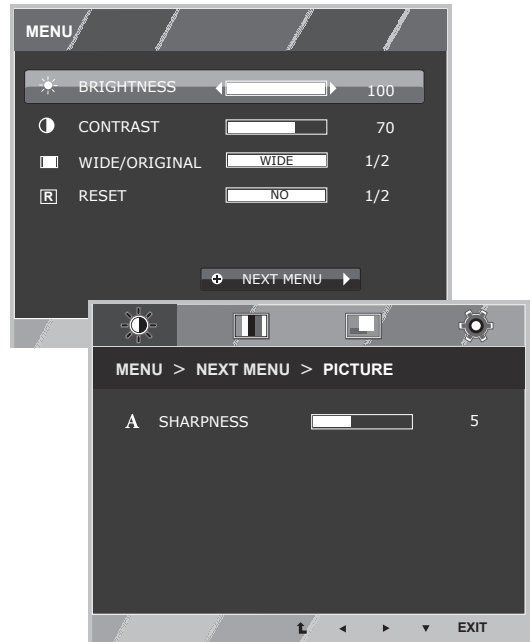 MENU
BRIGHTNESS 100
CONTRAST 70
WIDE/ORIGINAL WIDE 1/2
R RESET NO 1/2
NEXT MENU
MENU > NEXT MENU > PICTURE
A SHARPNESS 5
EXIT